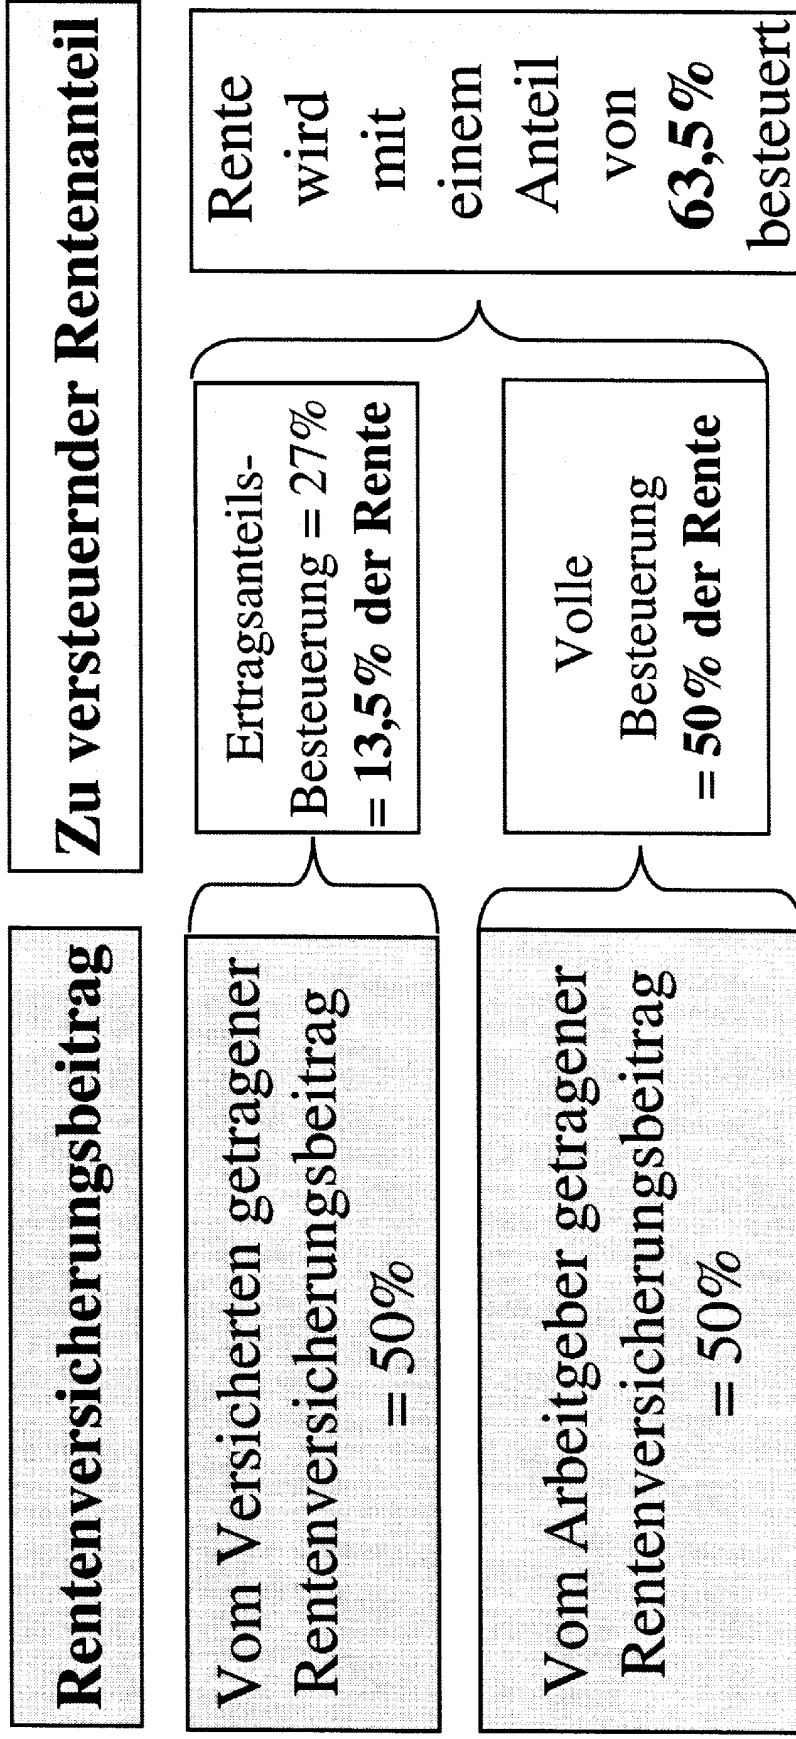 Rentenversicherungsbeitrag
Zu versteuernder Rentenanteil
Vom Versicherten getragener
Rentenversicherungsbeitrag
= 50%
Ertragsanteils-
Besteuerung = 27%
= 13,5% der Rente
Vom Arbeitgeber getragener
Rentenversicherungsbeitrag
= 50%
Volle
Besteuerung
= 50% der Rente
Rente
wird
mit
einem
Anteil
von
63,5%
besteuert